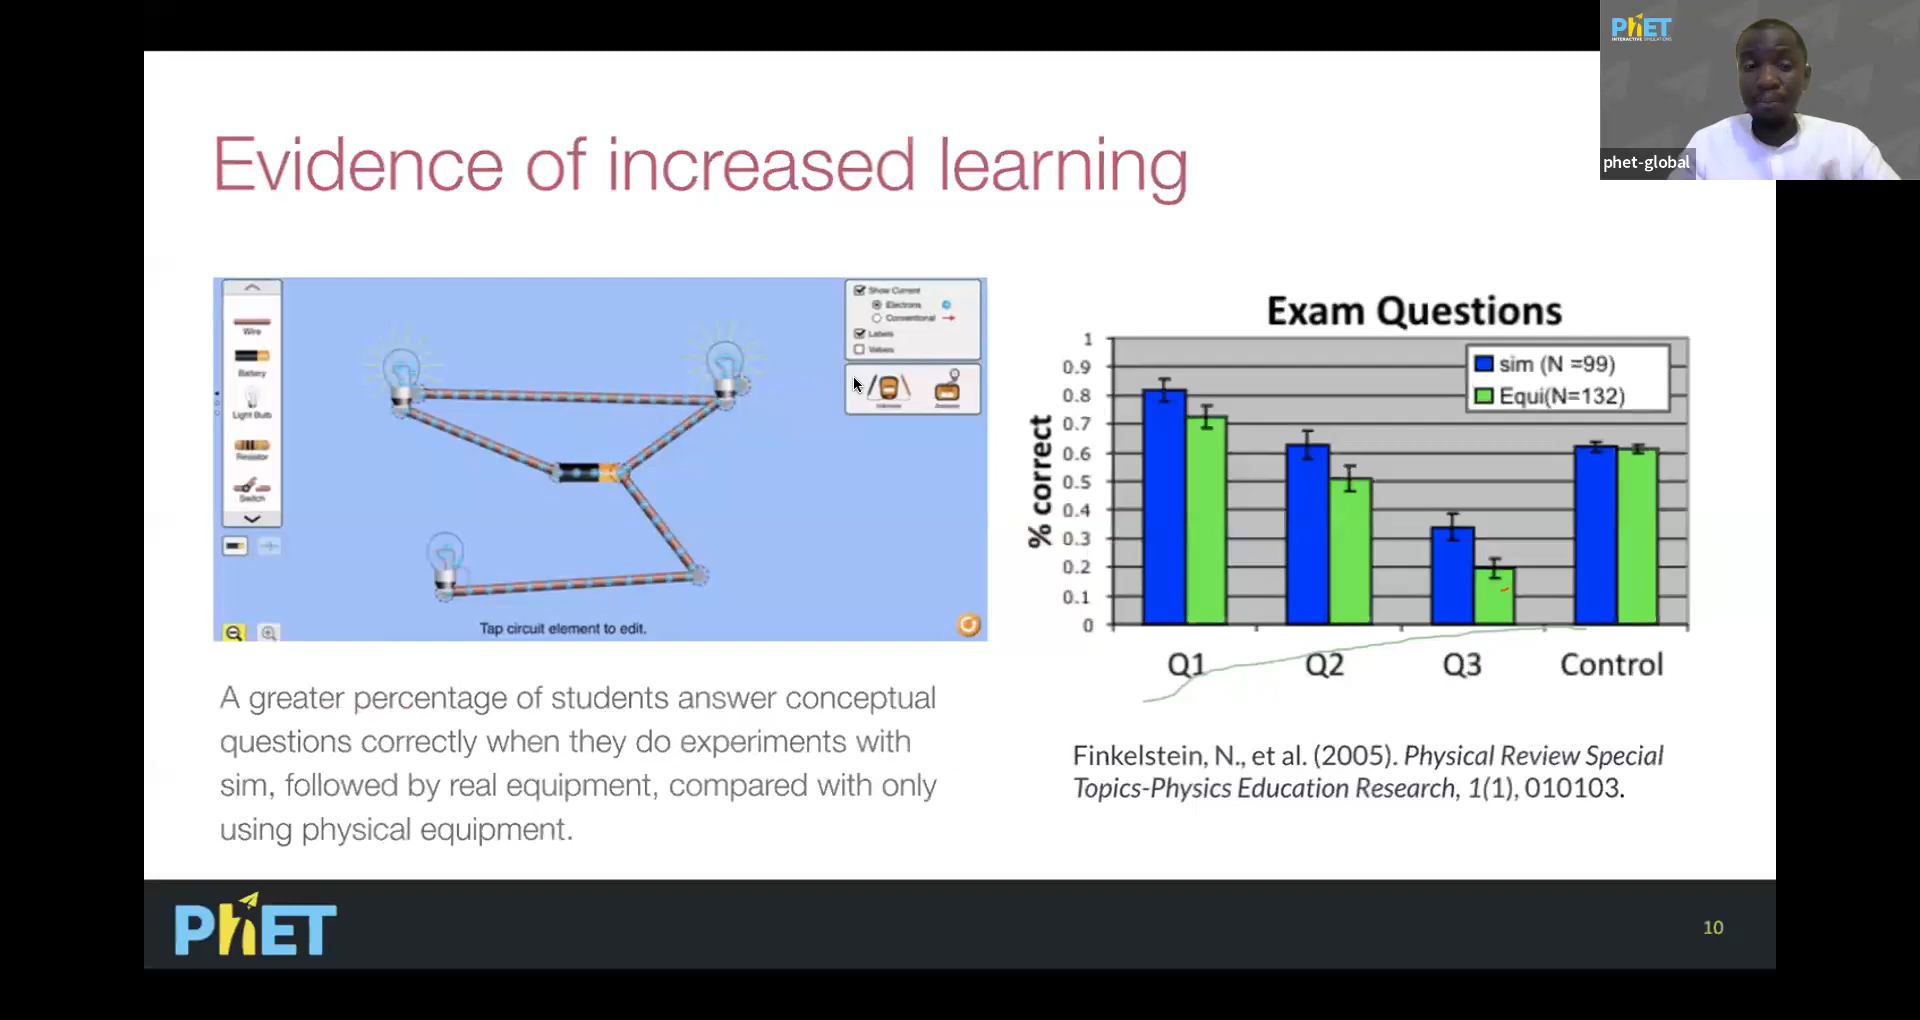 PhET
INTERACTIVE SIMULATIONS
phet-global
Evidence of increased learning
Wire
Battery
Light Bulb
Resistor
Switch
Show Current
Electrons
Conventional
Labels
Values
Voltmeter
Ammeter
Tap circuit element to edit.
Exam Questions
sim (N =99)
Equi(N=132)
% correct
1
0.9
0.8
0.7
0.6
0.5
0.4
0.3
0.2
0.1
0
Q1 Q2 Q3 Control
A greater percentage of students answer conceptual
questions correctly when they do experiments with
sim, followed by real equipment, compared with only
using physical equipment.
Finkelstein, N., et al. (2005). Physical Review Special
Topics-Physics Education Research, 1(1), 010103.
PhET
10